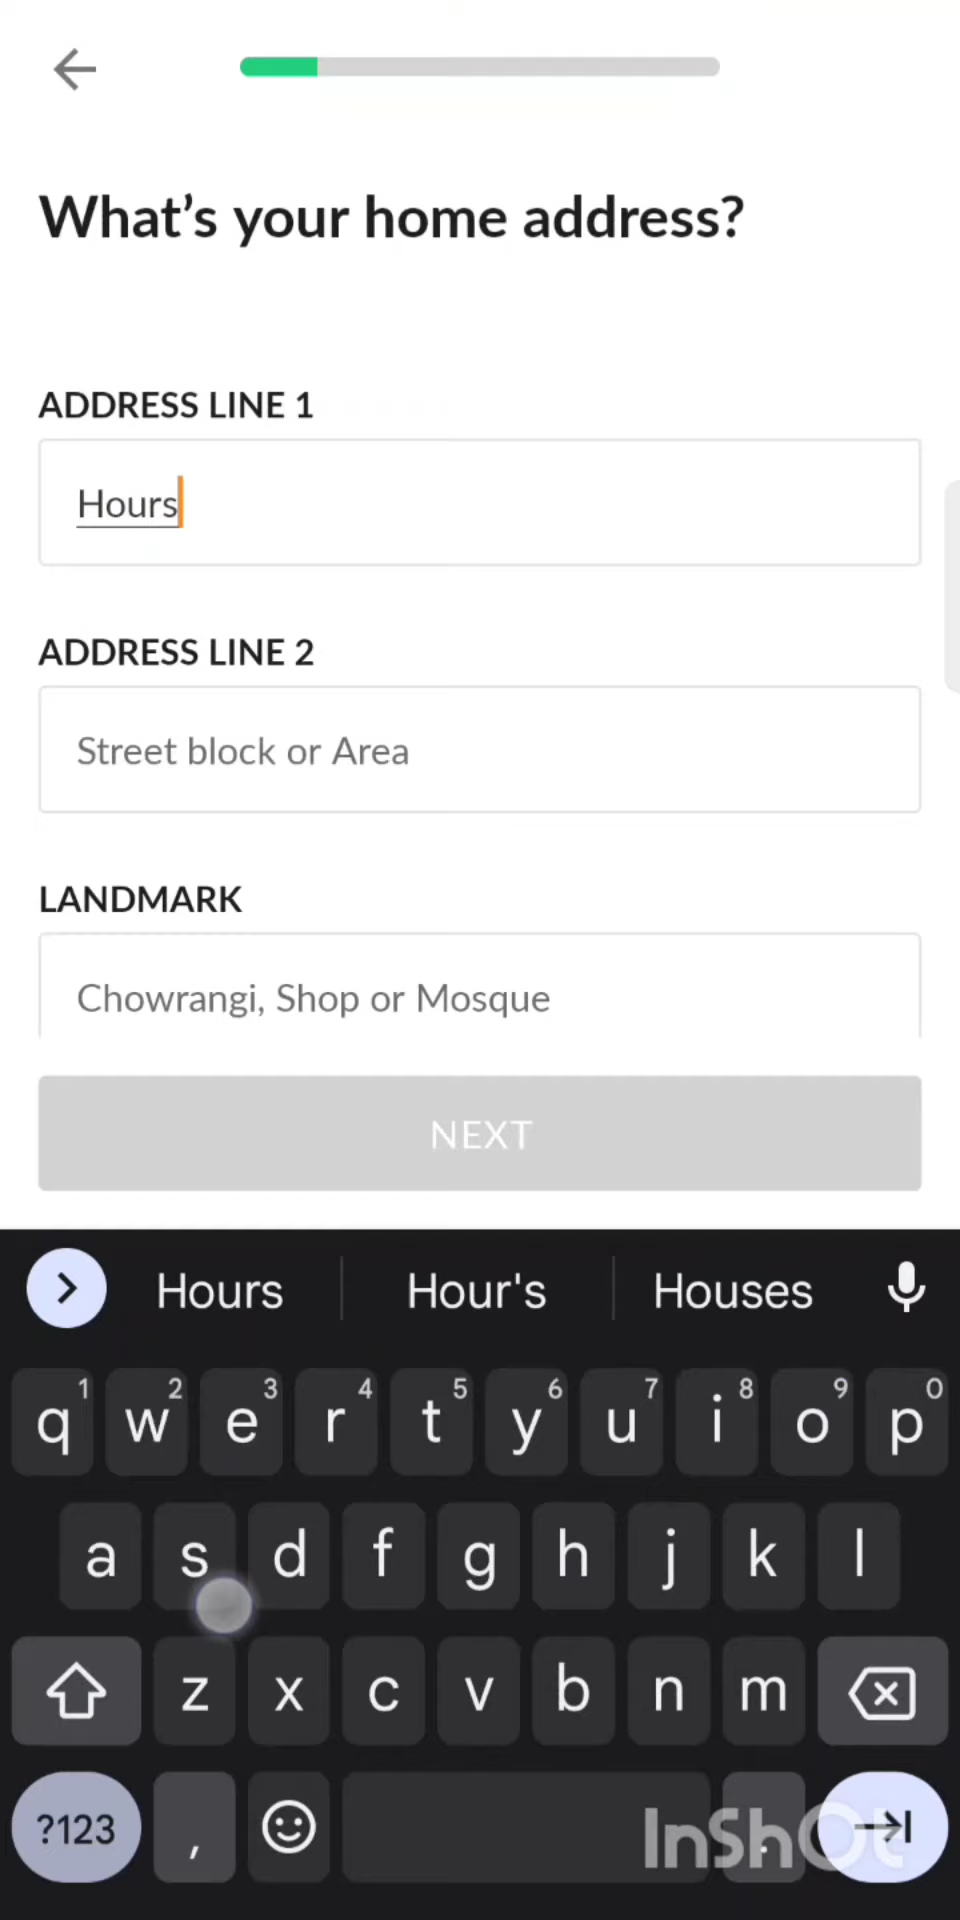 What's your home address?
ADDRESS LINE 1
Hours
ADDRESS LINE 2
Street block or Area
LANDMARK
Chowrangi, Shop or Mosque
NEXT
Hours Hour's Houses
1 2 3 4 5 6 7 8 9 0
q w e r t y u i o p
a s d f g h j k l
z x c v b n m
?123 , .
InShOt